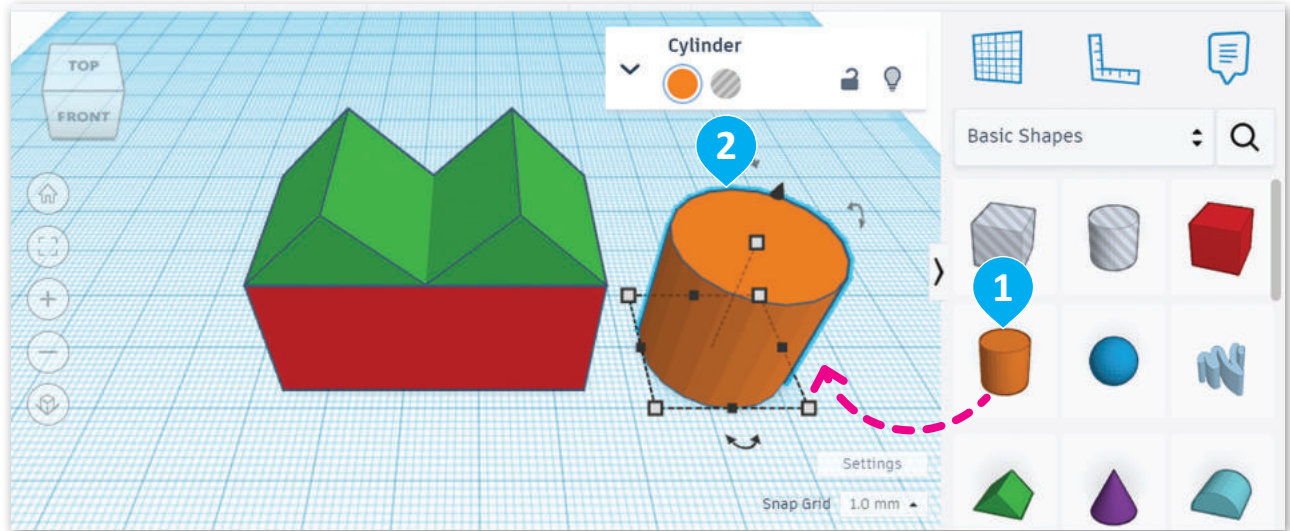 TOP
FRONT
Cylinder
2
Basic Shapes
1
Settings
Snap Grid 1.0 mm